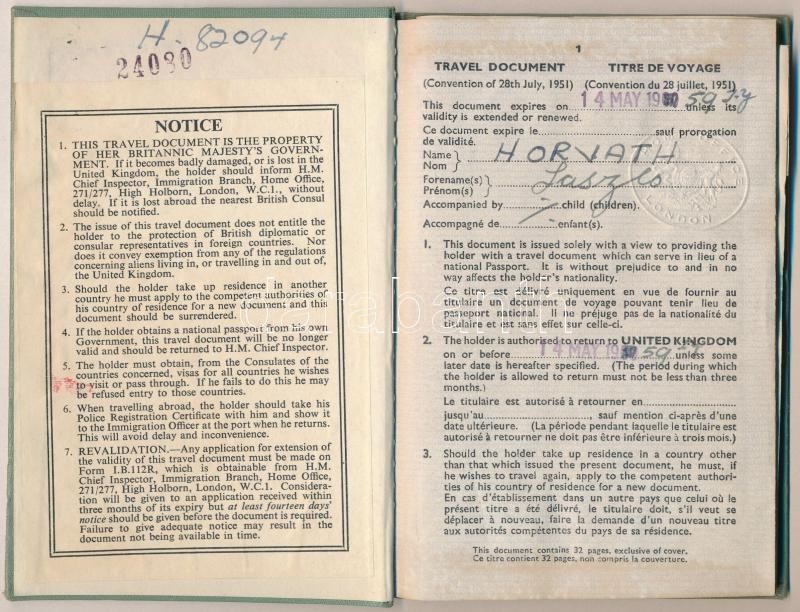 H-82094
24080
NOTICE
1. THIS TRAVEL DOCUMENT IS THE PROPERTY
OF HER BRITANNIC MAJESTY'S GOVERN-
MENT. If it becomes badly damaged, or is lost in the
United Kingdom, the holder should inform H.M.
Chief Inspector, Immigration Branch, Home Office,
271/277, High Holborn, London, W.C.1., without
delay. If it is lost abroad the nearest British Consul
should be notified.
2. The issue of this travel document does not entitle the
holder to the protection of British diplomatic or
consular representatives in foreign countries. Nor
does it convey exemption from any of the regulations
concerning aliens living in, or travelling in and out of,
the United Kingdom.
3. Should the holder take up residence in another
country he must apply to the competent authorities of
his country of residence for a new document and this
document should be surrendered.
4. If the holder obtains a national passport from his own
Government, this travel document will be no longer
valid and should be returned to H.M. Chief Inspector.
5. The holder must obtain, from the Consulates of the
countries concerned, visas for all countries he wishes
to visit or pass through. If he fails to do this he may
be refused entry to those countries.
6. When travelling abroad, the holder should take his
Police Registration Certificate with him and show it
to the Immigration Officer at the port when he returns.
This will avoid delay and inconvenience.
7. REVALIDATION.—Any application for extension of
the validity of this travel document must be made on
Form I.B.112R, which is obtainable from H.M.
Chief Inspector, Immigration Branch, Home Office,
271/277, High Holborn, London, W.C.1. Considera-
tion will be given to an application received within
three months of its expiry but at least fourteen days'
notice should be given before the document is required.
Failure to give adequate notice may result in the
document not being available in time.
1
TRAVEL DOCUMENT TITRE DE VOYAGE
(Convention of 28th July, 1951) (Convention du 28 juillet, 1951)
This document expires on 14 MAY 19 59 unless its
validity is extended or renewed.
Ce document expire le sauf prorogation
de validité.
Name } HORVATH
Nom
Forename(s) } Laszlo
Prénom(s)
Accompanied by - child (children).
Accompagné de - enfant(s).
LONDON
1. This document is issued solely with a view to providing the
holder with a travel document which can serve in lieu of a
national Passport. It is without prejudice to and in no
way affects the holder's nationality.
Ce titre est délivré uniquement en vue de fournir au
titulaire un document de voyage pouvant tenir lieu de
passeport national. Il ne préjuge pas de la nationalité du
titulaire et est sans effet sur celle-ci.
2. The holder is authorized to return to UNITED KINGDOM
on or before 14 MAY 19 59 unless some
later date is hereafter specified. (The period during which
the holder is allowed to return must not be less than three
months.)
Le titulaire est autorisé à retourner en
jusqu'au, sauf mention ci-après d'une
date ultérieure. (La période pendant laquelle le titulaire est
autorisé à retourner ne doit pas être inférieure à trois mois.)
3. Should the holder take up residence in a country other
than that which issued the present document, he must, if
he wishes to travel again, apply to the competent authori-
ties of his country of residence for a new document.
En cas d'établissement dans un autre pays que celui où le
présent titre a été délivré, le titulaire doit, s'il veut se
déplacer à nouveau, faire la demande d'un nouveau titre
aux autorités compétentes du pays de sa résidence.
This document contains 32 pages, exclusive of cover.
Ce titre contient 32 pages, non compris la couverture.
darabanth.com